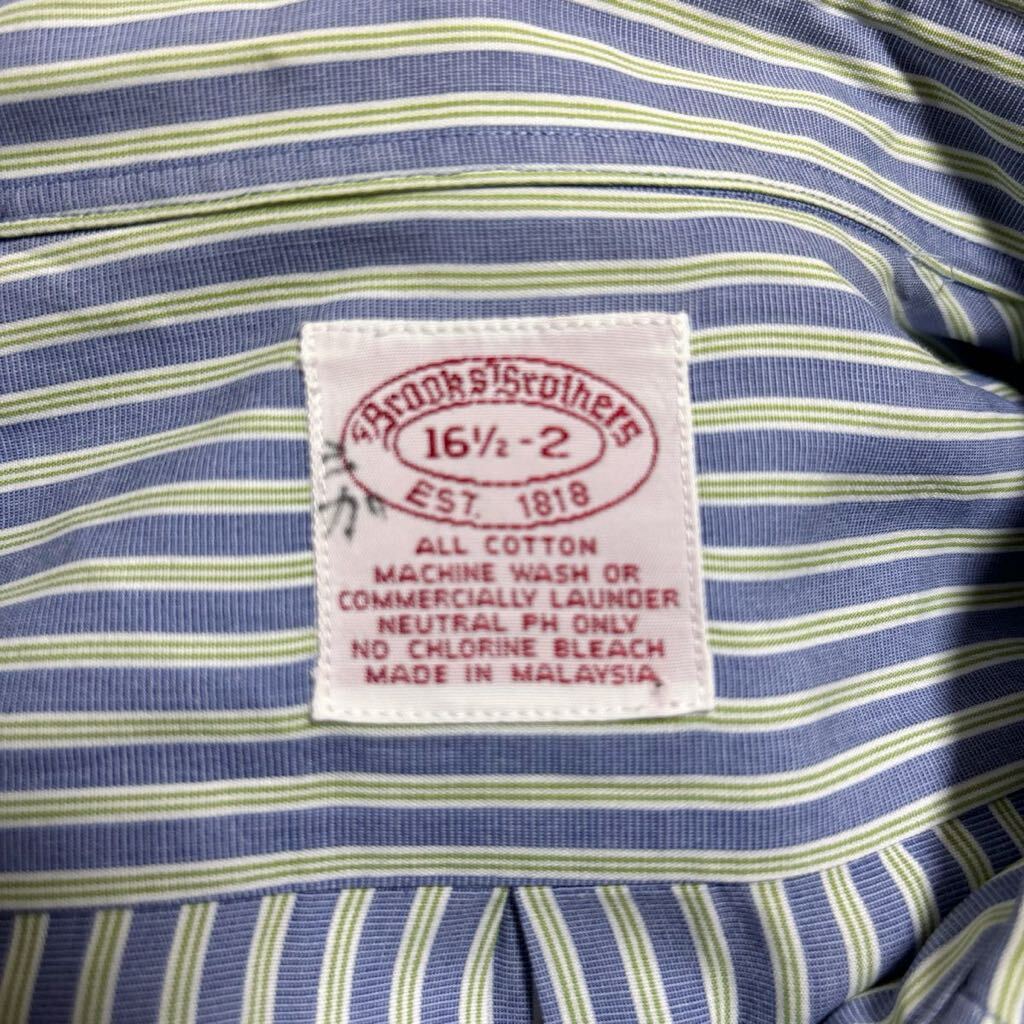 Brooks Brothers
16½-2
EST. 1818
ALL COTTON
MACHINE WASH OR
COMMERCIALLY LAUNDER
NEUTRAL PH ONLY
NO CHLORINE BLEACH
MADE IN MALAYSIA